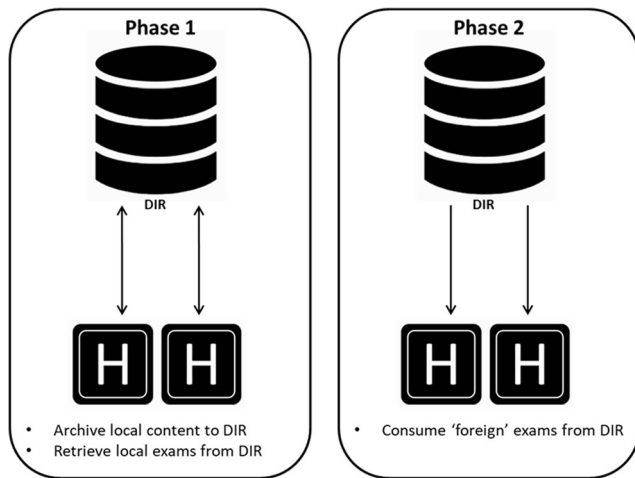 Phase 1
DIR
H H
• Archive local content to DIR
• Retrieve local exams from DIR
Phase 2
DIR
H H
• Consume ‘foreign’ exams from DIR